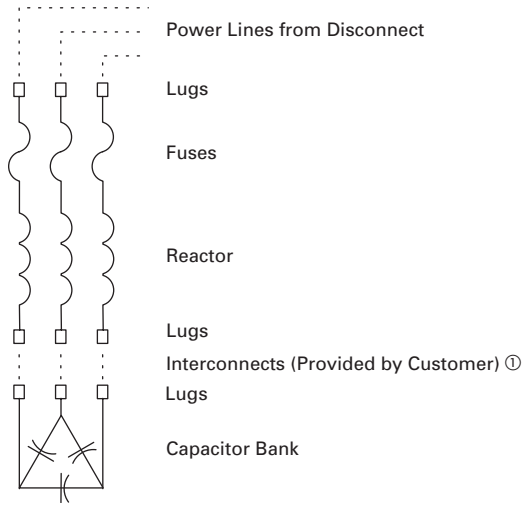 Power Lines from Disconnect
Lugs
Fuses
Reactor
Lugs
Interconnects (Provided by Customer) ①
Lugs
Capacitor Bank